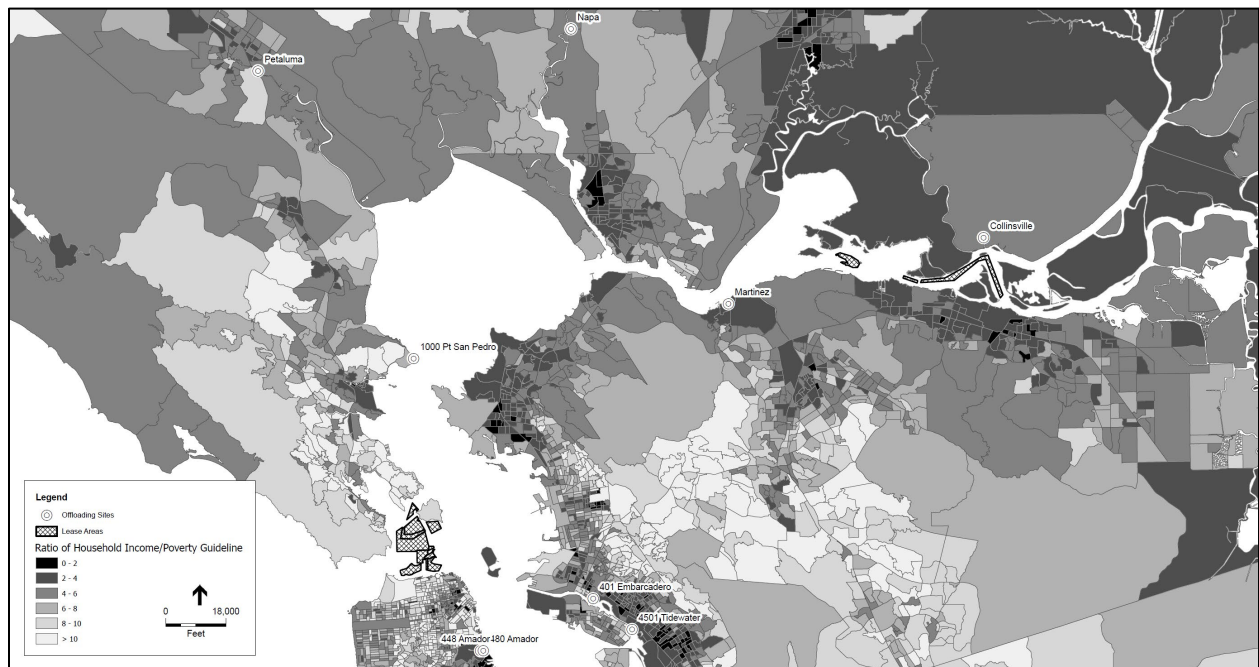 Napa
Petaluma
Collinsville
Martinez
1000 Pt San Pedro
401 Embarcadero
4501 Tidewater
448 Amador 480 Amador
Legend
Offloading Sites
Lease Areas
Ratio of Household Income/Poverty Guideline
0 - 2
2 - 4
4 - 6
6 - 8
8 - 10
> 10
0 18,000
Feet